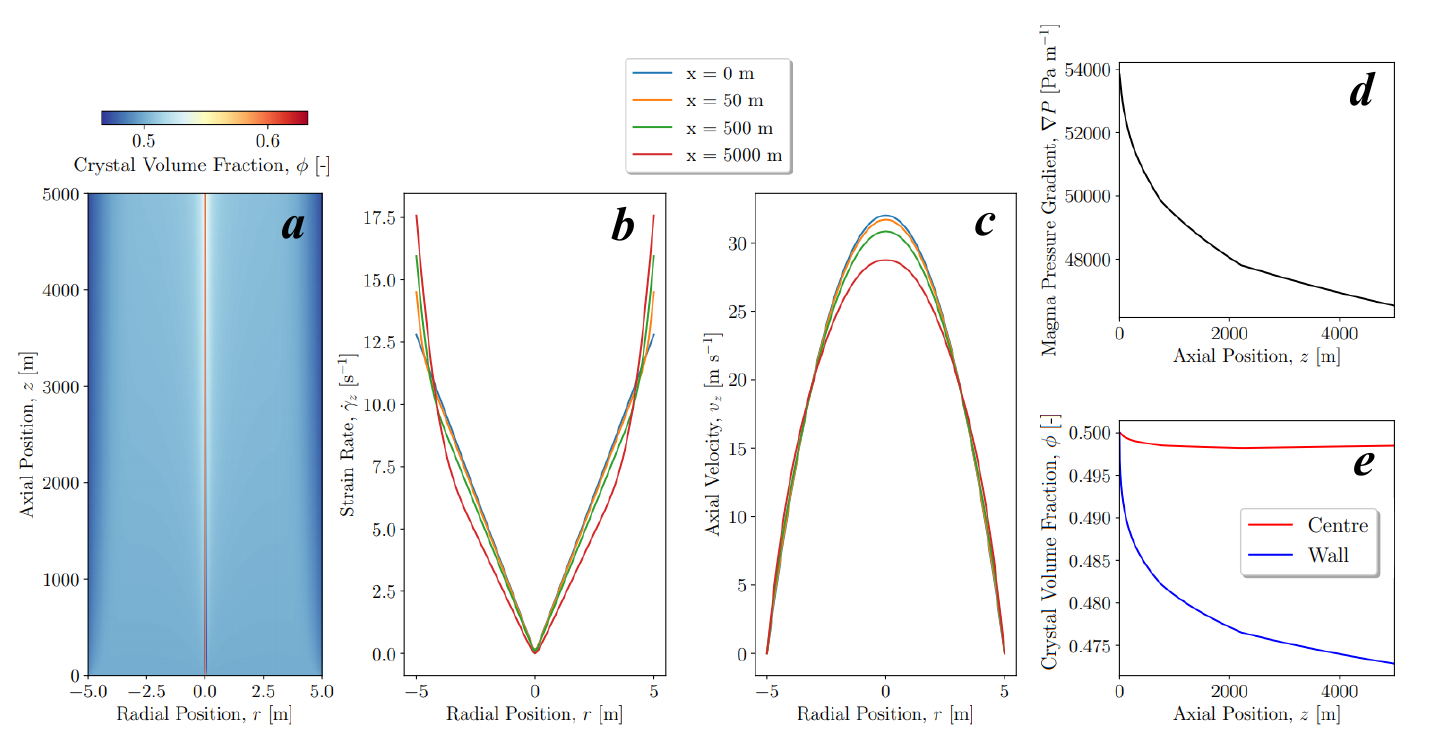 x = 0 m
x = 50 m
x = 500 m
x = 5000 m
0.5 0.6
Crystal Volume Fraction, ϕ [-]
a
5000
4000
3000
2000
1000
0
Axial Position, z [m]
−5.0 −2.5 0.0 2.5 5.0
Radial Position, r [m]
b
17.5
15.0
12.5
10.0
7.5
5.0
2.5
0.0
Strain Rate, γ̇z [s⁻¹]
−5 0 5
Radial Position, r [m]
c
30
25
20
15
10
5
0
Axial Velocity, vz [m s⁻¹]
−5 0 5
Radial Position, r [m]
d
54000
52000
50000
48000
Magma Pressure Gradient, ∇P [Pa m⁻¹]
0 2000 4000
Axial Position, z [m]
e
0.500
0.495
0.490
0.485
0.480
0.475
Crystal Volume Fraction, ϕ [-]
Centre
Wall
0 2000 4000
Axial Position, z [m]